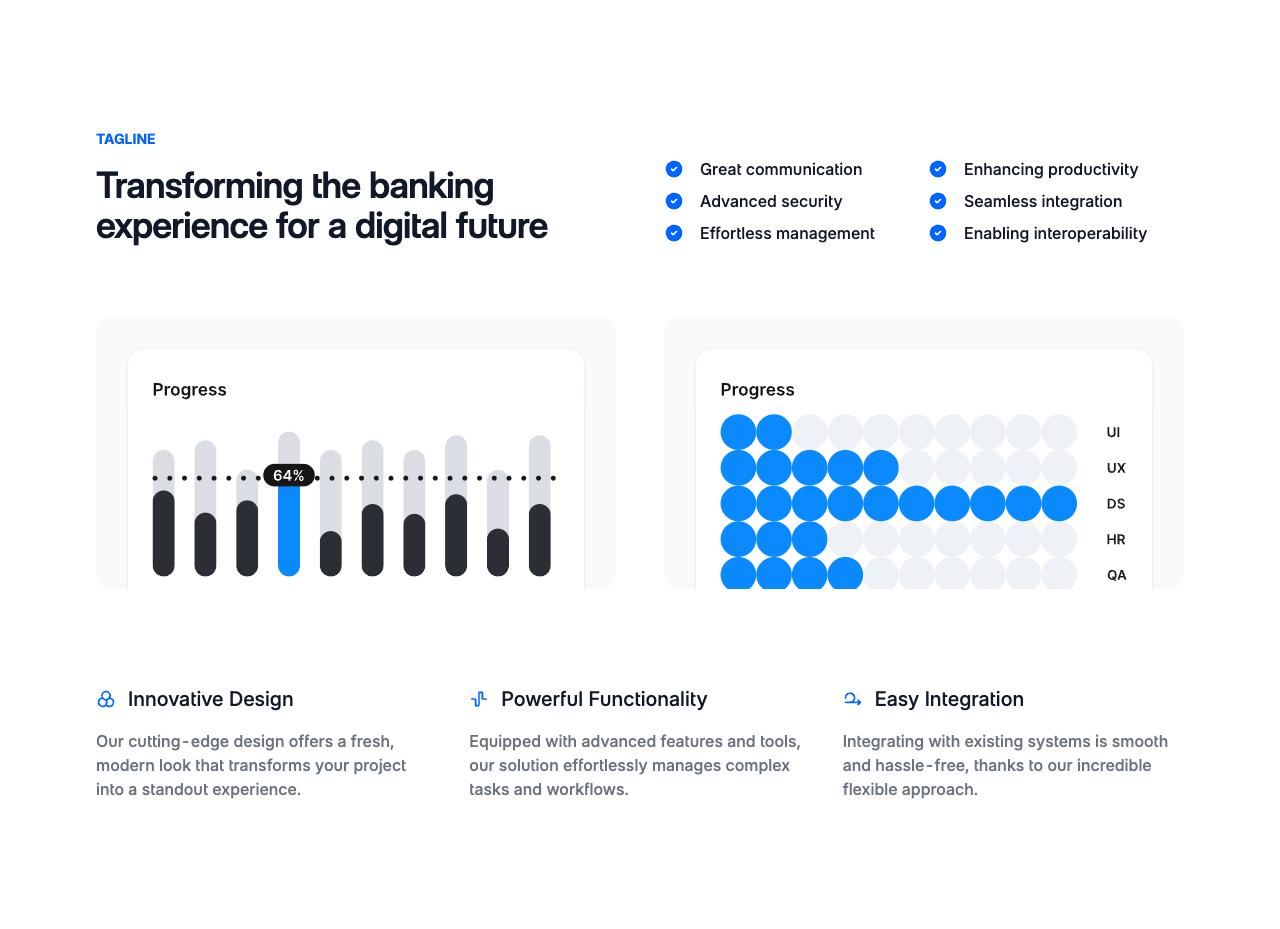 TAGLINE
Transforming the banking
experience for a digital future
Great communication
Advanced security
Effortless management
Enhancing productivity
Seamless integration
Enabling interoperability
Progress
64%
Progress
UI
UX
DS
HR
QA
Innovative Design
Our cutting-edge design offers a fresh,
modern look that transforms your project
into a standout experience.
Powerful Functionality
Equipped with advanced features and tools,
our solution effortlessly manages complex
tasks and workflows.
Easy Integration
Integrating with existing systems is smooth
and hassle-free, thanks to our incredible
flexible approach.